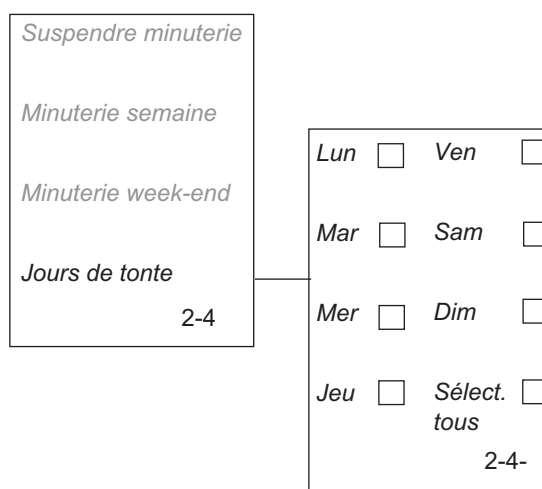 Suspendre minuterie
Minuterie semaine
Minuterie week-end
Jours de tonte
2-4
Lun Ven
Mar Sam
Mer Dim
Jeu Sélect.
tous
2-4-